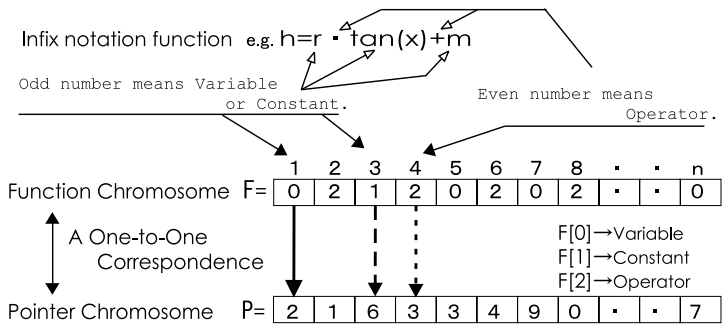 Infix notation function e.g. h=r · tan(x)+m
Odd number means Variable
or Constant.
Even number means
Operator.
1 2 3 4 5 6 7 8 · · n
Function Chromosome F= 0 2 1 2 0 2 0 2 · · 0
A One-to-One
Correspondence
F[0]→Variable
F[1]→Constant
F[2]→Operator
Pointer Chromosome P= 2 1 6 3 3 4 9 0 · · 7